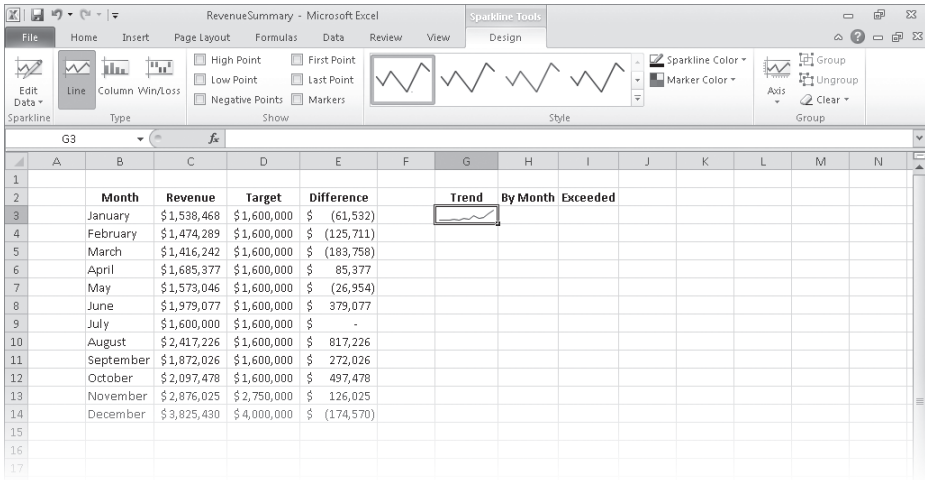 RevenueSummary - Microsoft Excel
Sparkline Tools
File Home Insert Page Layout Formulas Data Review View Design
Edit Data
Sparkline
Line Column Win/Loss
Type
High Point First Point
Low Point Last Point
Negative Points Markers
Show
Style
Sparkline Color
Marker Color
Axis
Group
Ungroup
Clear
Group
G3 fx
A B C D E F G H I J K L M N
1
2 Month Revenue Target Difference Trend By Month Exceeded
3 January $1,538,468 $1,600,000 $ (61,532)
4 February $1,474,289 $1,600,000 $ (125,711)
5 March $1,416,242 $1,600,000 $ (183,758)
6 April $1,685,377 $1,600,000 $ 85,377
7 May $1,573,046 $1,600,000 $ (26,954)
8 June $1,979,077 $1,600,000 $ 379,077
9 July $1,600,000 $1,600,000 $ -
10 August $2,417,226 $1,600,000 $ 817,226
11 September $1,872,026 $1,600,000 $ 272,026
12 October $2,097,478 $1,600,000 $ 497,478
13 November $2,876,025 $2,750,000 $ 126,025
14 December $3,825,430 $4,000,000 $ (174,570)
15
16
17